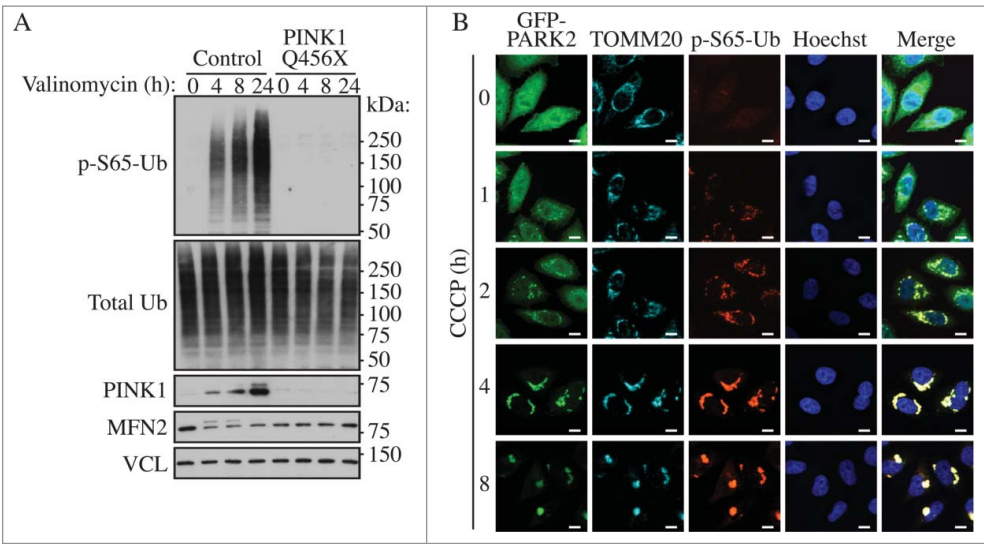 A
PINK1
Control Q456X
Valinomycin (h): 0 4 8 24 0 4 8 24
kDa:
p-S65-Ub
250
150
100
75
50
Total Ub
250
150
100
75
50
PINK1
75
MFN2
75
VCL
150
B
GFP-
PARK2 TOMM20 p-S65-Ub Hoechst Merge
CCCP (h)
0
1
2
4
8